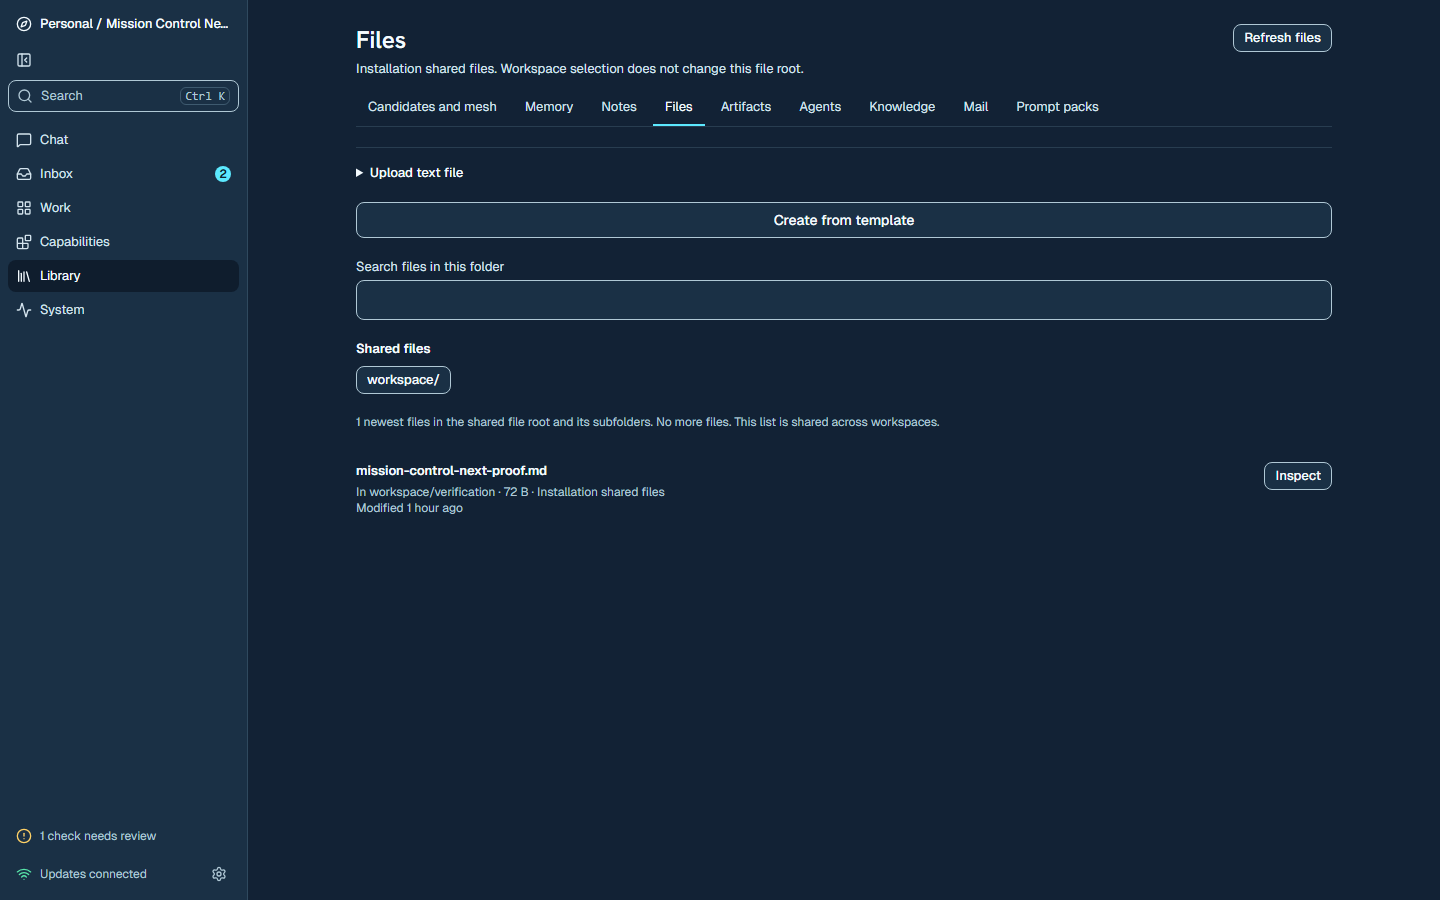 Personal / Mission Control Ne...
Search Ctrl K
Chat
Inbox 2
Work
Capabilities
Library
System
1 check needs review
Updates connected
Files
Refresh files
Installation shared files. Workspace selection does not change this file root.
Candidates and mesh Memory Notes Files Artifacts Agents Knowledge Mail Prompt packs
Upload text file
Create from template
Search files in this folder
Shared files
workspace/
1 newest files in the shared file root and its subfolders. No more files. This list is shared across workspaces.
mission-control-next-proof.md
Inspect
In workspace/verification · 72 B · Installation shared files
Modified 1 hour ago